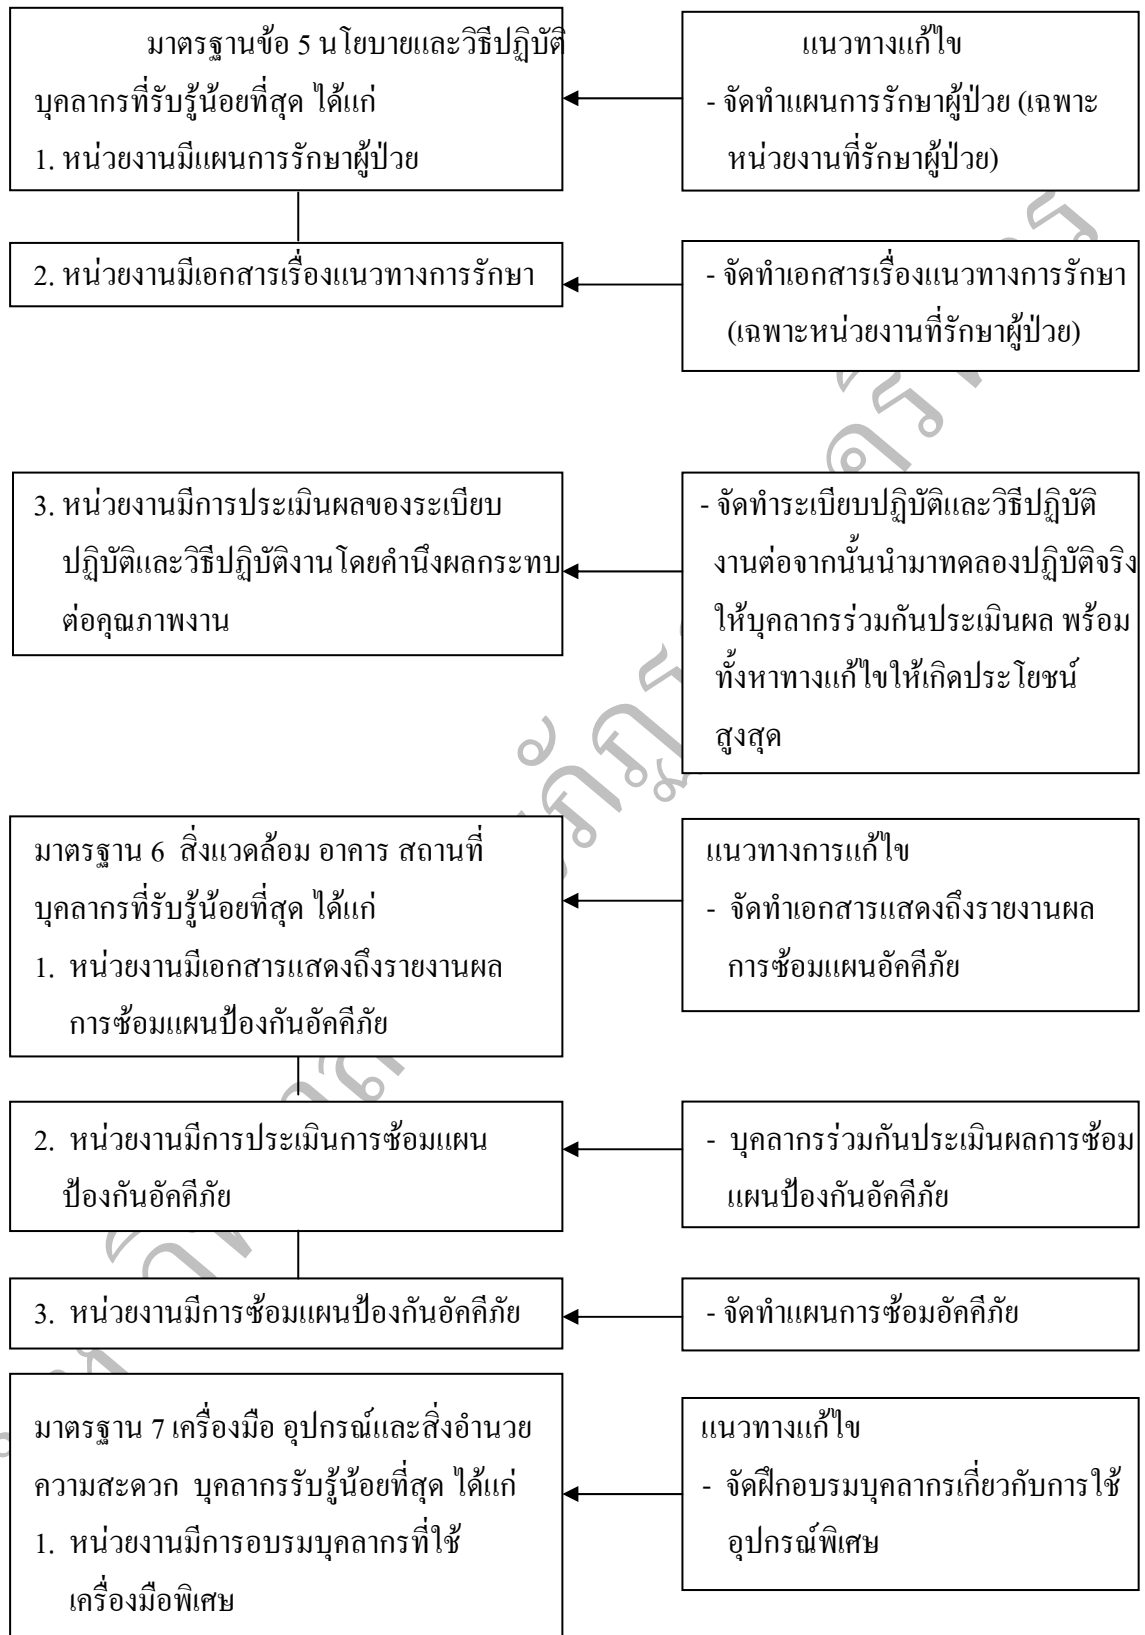 มาตรฐานข้อ 5 นโยบายและวิธีปฏิบัติ
บุคลากรที่รับรู้น้อยที่สุด ได้แก่
1. หน่วยงานมีแผนการรักษาผู้ป่วย
แนวทางแก้ไข
- จัดทำแผนการรักษาผู้ป่วย (เฉพาะ
หน่วยงานที่รักษาผู้ป่วย)
2. หน่วยงานมีเอกสารเรื่องแนวทางการรักษา
- จัดทำเอกสารเรื่องแนวทางการรักษา
(เฉพาะหน่วยงานที่รักษาผู้ป่วย)
3. หน่วยงานมีการประเมินผลของระเบียบ
ปฏิบัติและวิธีปฏิบัติงานโดยคำนึงผลกระทบ
ต่อคุณภาพงาน
- จัดทำระเบียบปฏิบัติและวิธีปฏิบัติ
งานต่อจากนั้นนำมาทดลองปฏิบัติจริง
ให้บุคลากรร่วมกันประเมินผล พร้อม
ทั้งหาทางแก้ไขให้เกิดประโยชน์
สูงสุด
มาตรฐาน 6 สิ่งแวดล้อม อาคาร สถานที่
บุคลากรที่รับรู้น้อยที่สุด ได้แก่
1. หน่วยงานมีเอกสารแสดงถึงรายงานผล
การซ้อมแผนป้องกันอัคคีภัย
แนวทางการแก้ไข
- จัดทำเอกสารแสดงถึงรายงานผล
การซ้อมแผนอัคคีภัย
2. หน่วยงานมีการประเมินการซ้อมแผน
ป้องกันอัคคีภัย
- บุคลากรร่วมกันประเมินผลการซ้อม
แผนป้องกันอัคคีภัย
3. หน่วยงานมีการซ้อมแผนป้องกันอัคคีภัย
- จัดทำแผนการซ้อมอัคคีภัย
มาตรฐาน 7 เครื่องมือ อุปกรณ์และสิ่งอำนวย
ความสะดวก บุคลากรรับรู้น้อยที่สุด ได้แก่
1. หน่วยงานมีการอบรมบุคลากรที่ใช้
เครื่องมือพิเศษ
แนวทางแก้ไข
- จัดฝึกอบรมบุคลากรเกี่ยวกับการใช้
อุปกรณ์พิเศษ